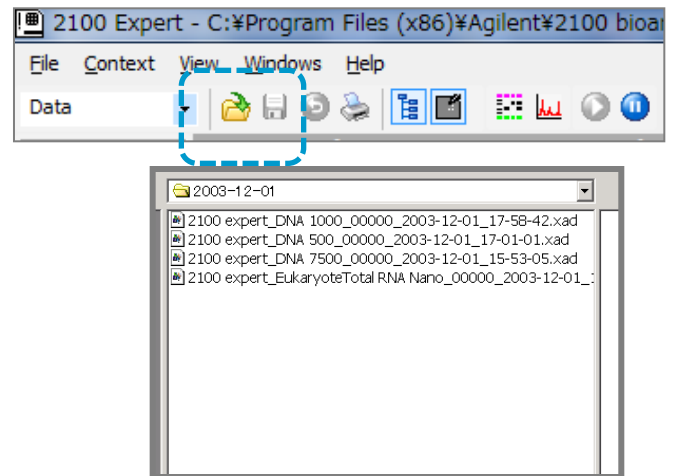 2100 Expert - C:¥Program Files (x86)¥Agilent¥2100 bioa
File Context View Windows Help
Data
2003-12-01
2100 expert_DNA 1000_00000_2003-12-01_17-58-42.xad
2100 expert_DNA 500_00000_2003-12-01_17-01-01.xad
2100 expert_DNA 7500_00000_2003-12-01_15-53-05.xad
2100 expert_EukaryoteTotal RNA Nano_00000_2003-12-01_1